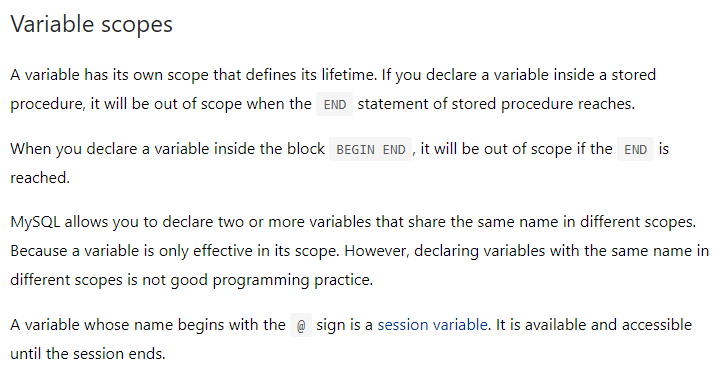 Variable scopes
A variable has its own scope that defines its lifetime. If you declare a variable inside a stored
procedure, it will be out of scope when the END statement of stored procedure reaches.
When you declare a variable inside the block BEGIN END , it will be out of scope if the END is
reached.
MySQL allows you to declare two or more variables that share the same name in different scopes.
Because a variable is only effective in its scope. However, declaring variables with the same name in
different scopes is not good programming practice.
A variable whose name begins with the @ sign is a session variable. It is available and accessible
until the session ends.